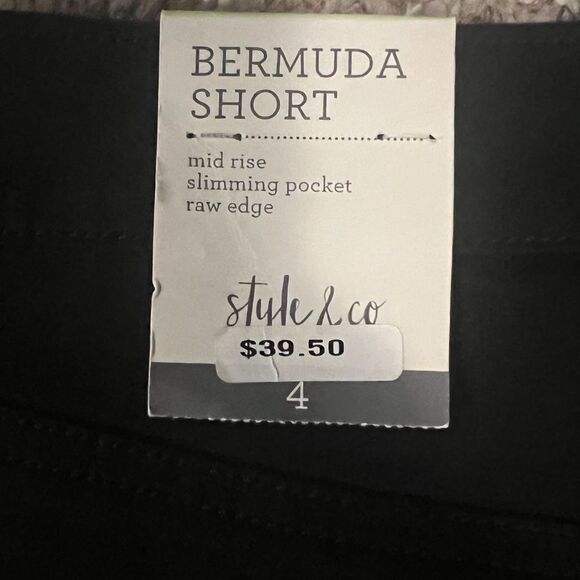 BERMUDA
SHORT
mid rise
slimming pocket
raw edge
style & co
$39.50
4